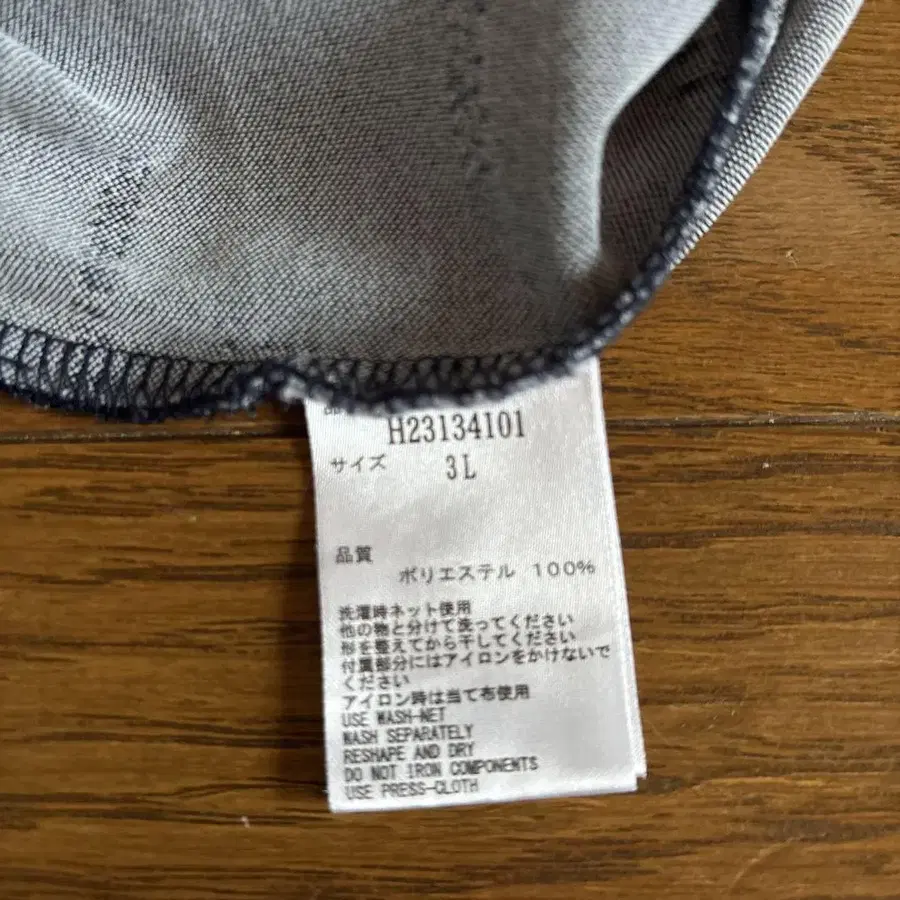 H23134101
サイズ 3L
品質
ポリエステル 100%
洗濯時ネット使用
他の物と分けて洗ってください
形を整えてから干してください
付属部分にはアイロンをかけないで
ください
アイロン時は当て布使用
USE WASH-NET
WASH SEPARATELY
RESHAPE AND DRY
DO NOT IRON COMPONENTS
USE PRESS-CLOTH